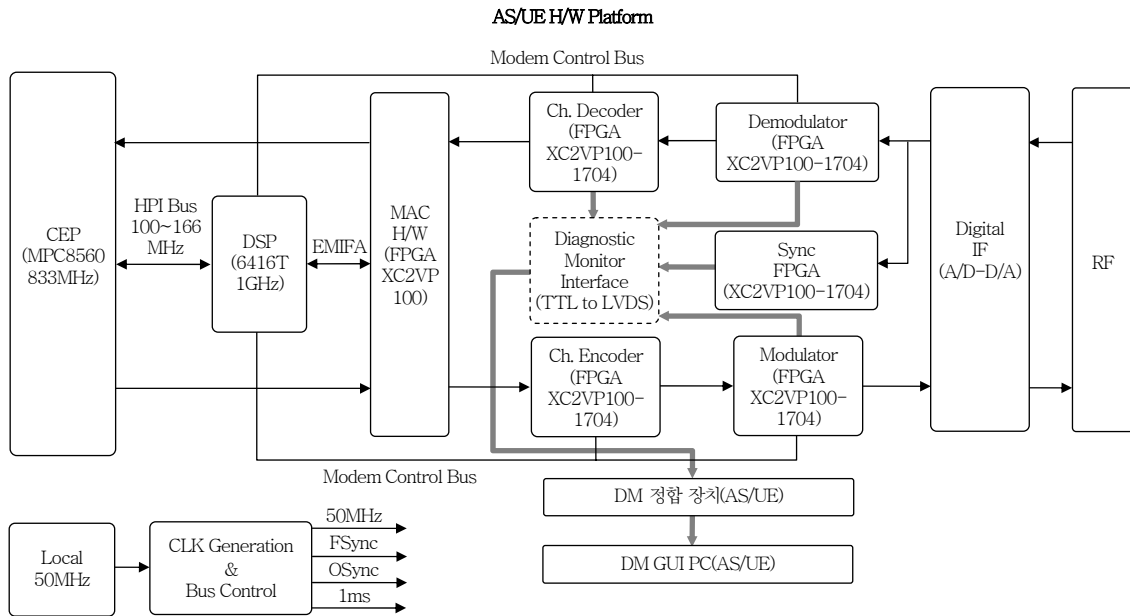 AS/UE H/W Platform
Modem Control Bus
CEP
(MPC8560
833MHz)
HPI Bus
100~166
MHz
DSP
(6416T
1GHz)
EMIFA
MAC
H/W
(FPGA
XC2VP
100)
Ch. Decoder
(FPGA
XC2VP100-
1704)
Demodulator
(FPGA
XC2VP100-1704)
Diagnostic
Monitor
Interface
(TTL to LVDS)
Sync
FPGA
(XC2VP100-1704)
Ch. Encoder
(FPGA
XC2VP100-
1704)
Modulator
(FPGA
XC2VP100-
1704)
Digital
IF
(A/D-D/A)
RF
Modem Control Bus
DM 정합 장치(AS/UE)
DM GUI PC(AS/UE)
Local
50MHz
CLK Generation
&
Bus Control
50MHz
FSync
OSync
1ms